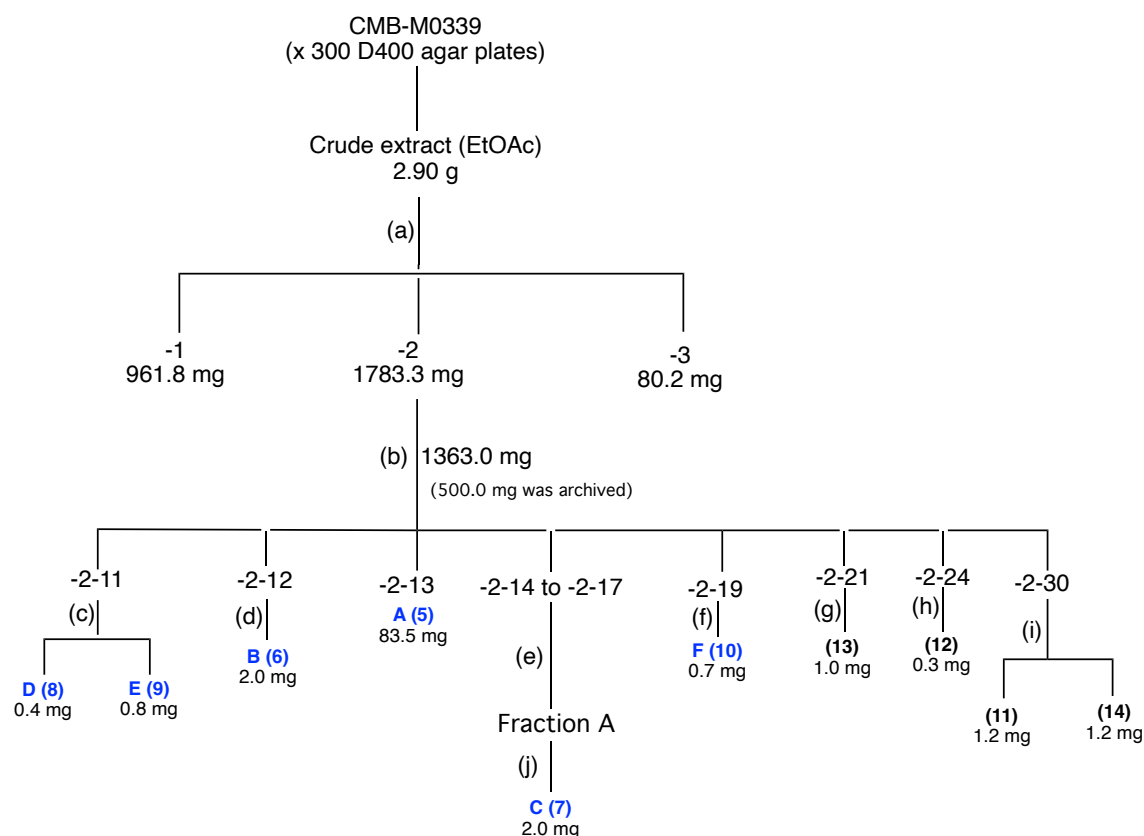 CMB-M0339
(x 300 D400 agar plates)
Crude extract (EtOAc)
2.90 g
(a)
-1
961.8 mg
-2
1783.3 mg
-3
80.2 mg
(b)
1363.0 mg
(500.0 mg was archived)
-2-11
-2-12
-2-13
-2-14 to -2-17
-2-19
-2-21
-2-24
-2-30
(c)
(d)
A (5)
83.5 mg
(e)
(f)
(g)
(h)
(i)
D (8)
0.4 mg
E (9)
0.8 mg
B (6)
2.0 mg
F (10)
0.7 mg
(13)
1.0 mg
(12)
0.3 mg
(11)
1.2 mg
(14)
1.2 mg
Fraction A
(j)
C (7)
2.0 mg